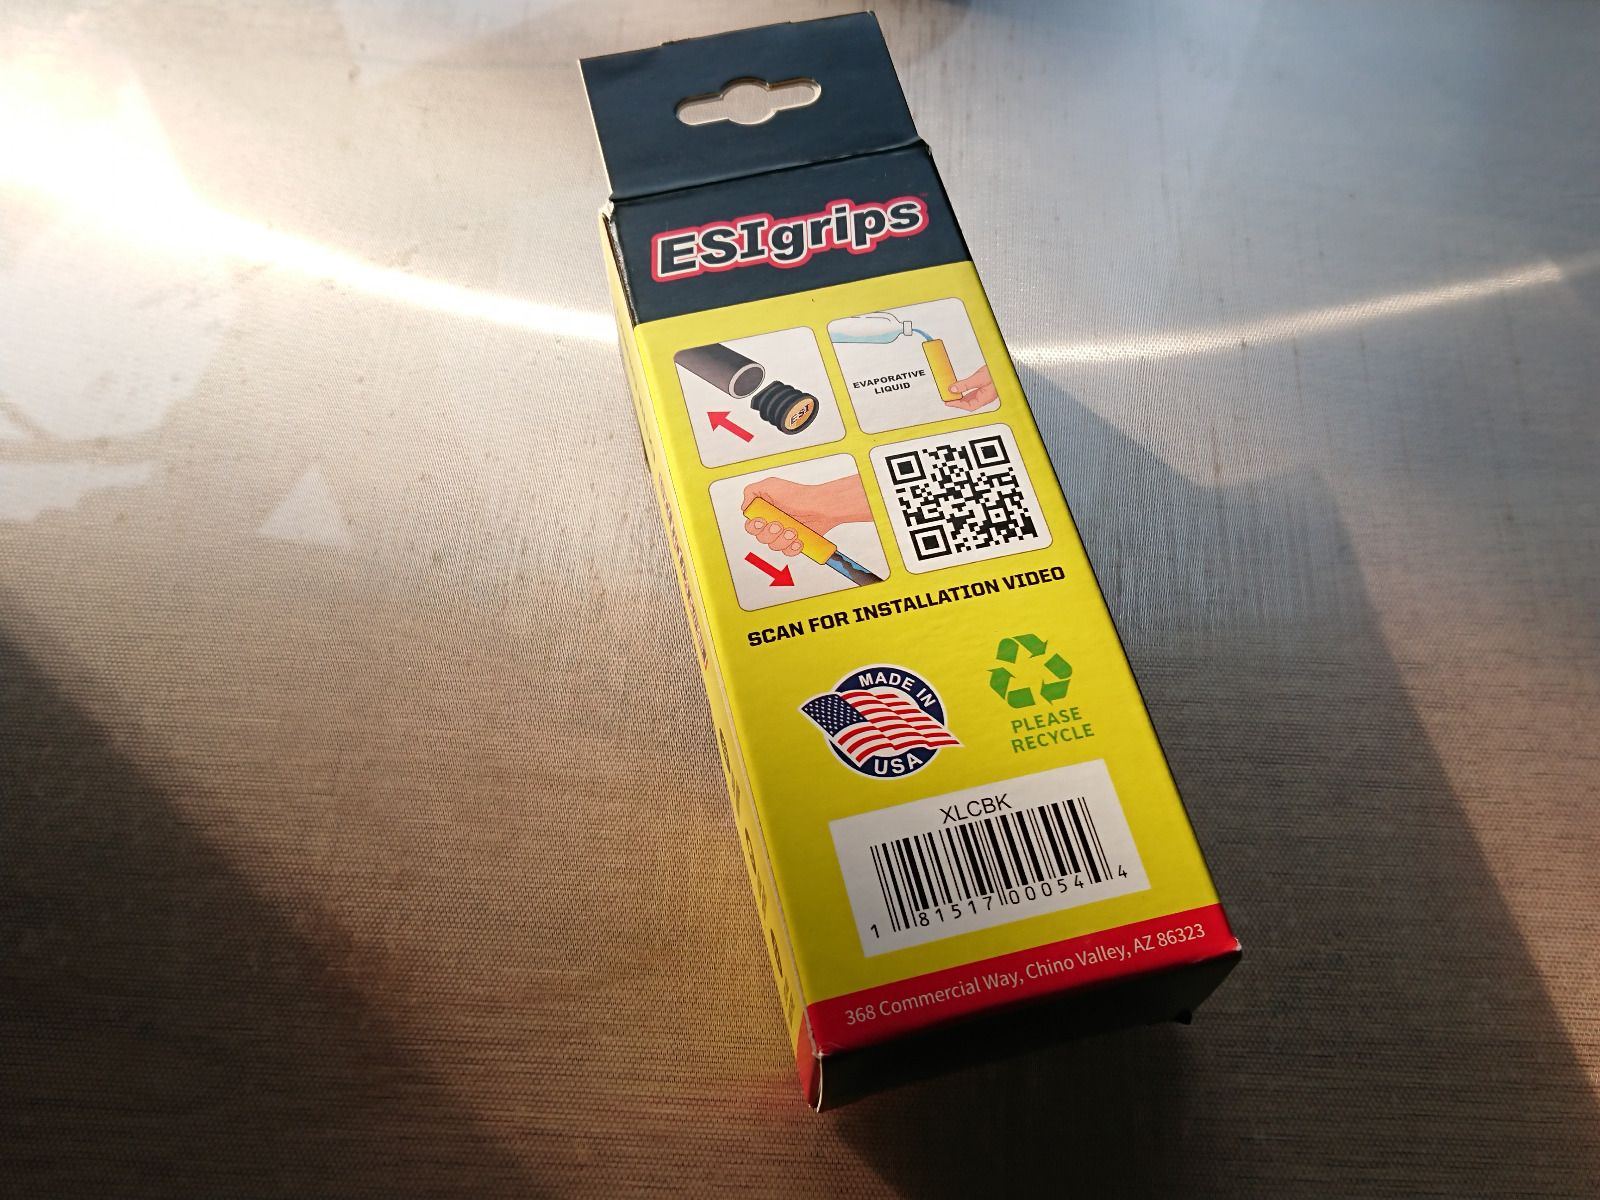 ESIgrips
ESI
EVAPORATIVE
LIQUID
SCAN FOR INSTALLATION VIDEO
MADE IN
USA
PLEASE
RECYCLE
XLCBK
1 81517 00054 4
368 Commercial Way, Chino Valley, AZ 86323